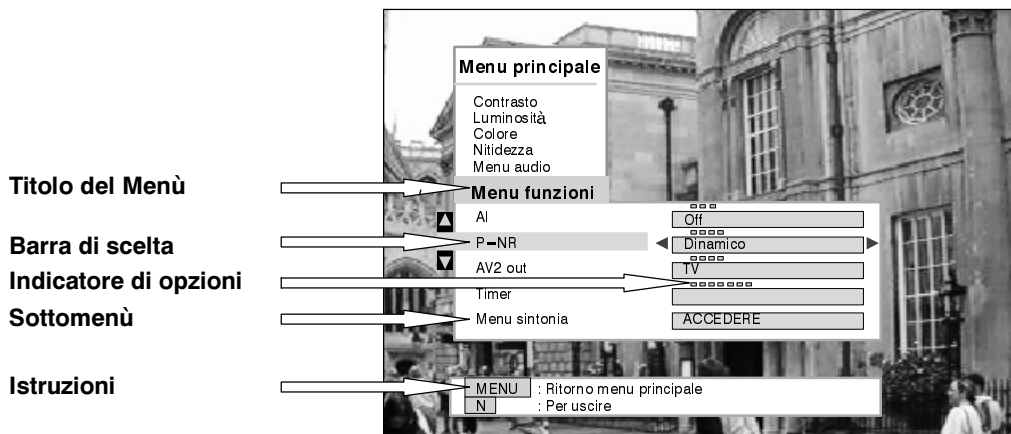 Menu principale
Contrasto
Luminosità
Colore
Nitidezza
Menu audio
Titolo del Menù
Menu funzioni
AI
Off
Barra di scelta
P-NR
Dinamico
AV2 out
TV
Indicatore di opzioni
Timer
Sottomenù
Menu sintonia
ACCEDERE
Istruzioni
MENU : Ritorno menu principale
N : Per uscire